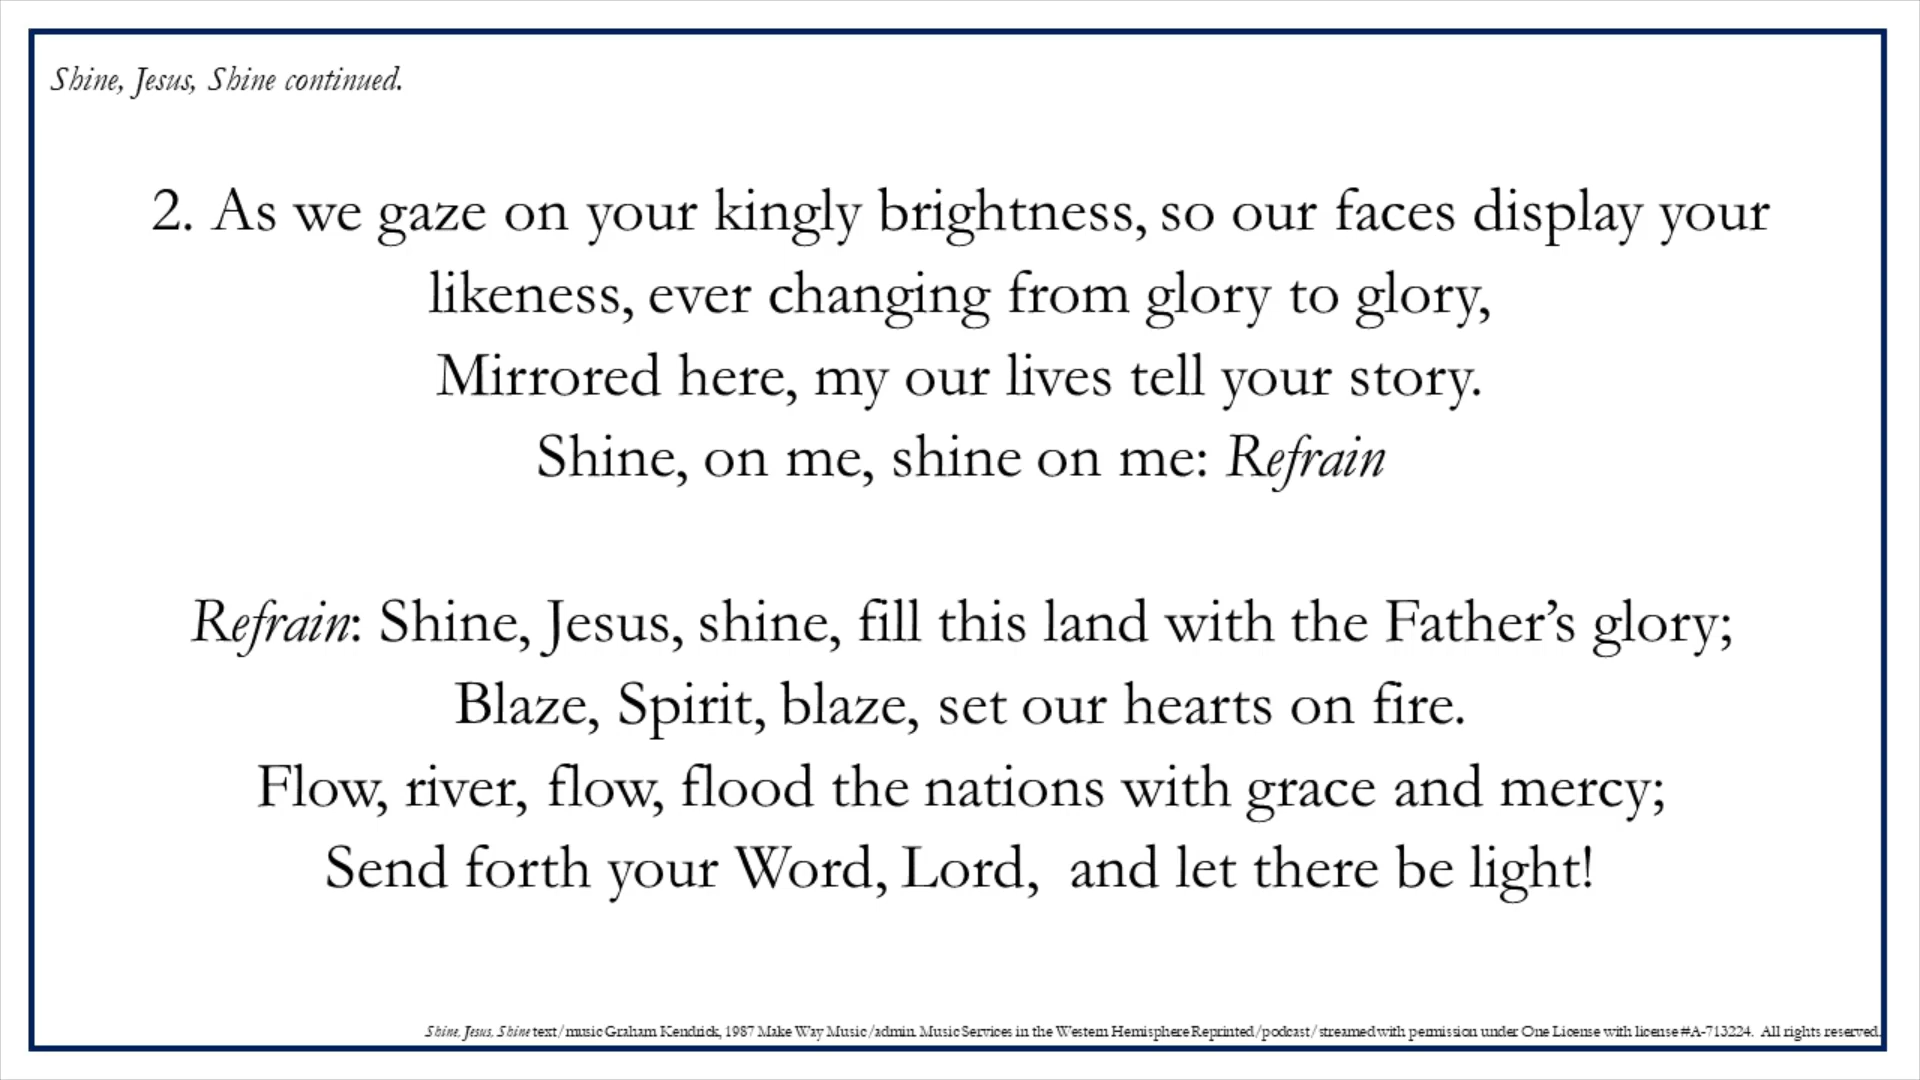 Shine, Jesus, Shine continued.
2. As we gaze on your kingly brightness, so our faces display your
likeness, ever changing from glory to glory,
Mirrored here, my our lives tell your story.
Shine, on me, shine on me: Refrain
Refrain: Shine, Jesus, shine, fill this land with the Father’s glory;
Blaze, Spirit, blaze, set our hearts on fire.
Flow, river, flow, flood the nations with grace and mercy;
Send forth your Word, Lord, and let there be light!
Shine, Jesus, Shine text/music Graham Kendrick, 1987 Make Way Music/admin. Music Services in the Western Hemisphere Reprinted/podcast/streamed with permission under One License with license #A-713224. All rights reserved.